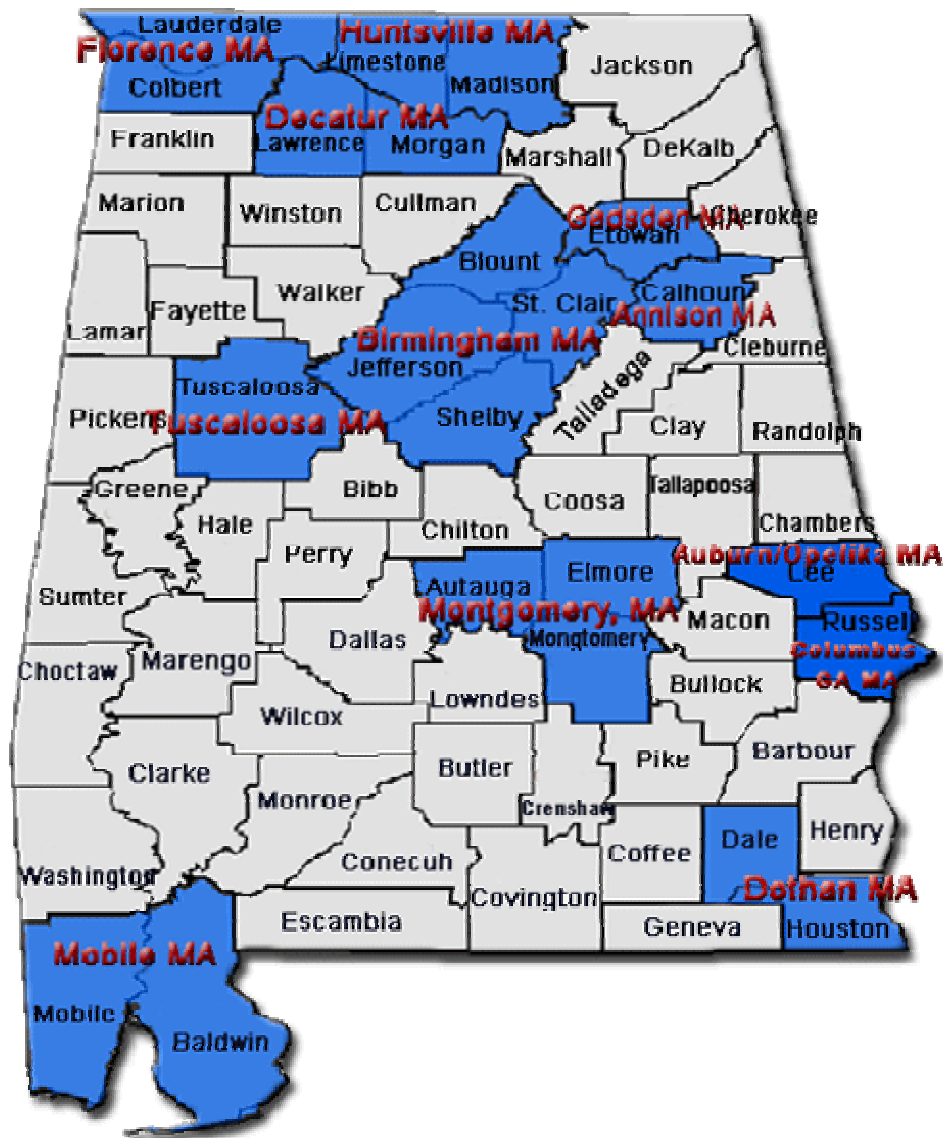 Lauderdale
Huntsville MA
Florence MA
Limestone
Jackson
Colbert
Madison
Decatur MA
Franklin
Lawrence
Morgan
Marshall
DeKalb
Marion
Winston
Cullman
Gadsden MA
Cherokee
Etowah
Blount
Walker
St. Clair
Calhoun
Fayette
Annison MA
Lamar
Birmingham MA
Cleburne
Jefferson
Tuscaloosa
Talladega
Pickens
Tuscaloosa MA
Shelby
Clay
Randolph
Greene
Bibb
Coosa
Tallapoosa
Hale
Chilton
Chambers
Perry
Auburn/Opelika MA
Autauga
Elmore
Lee
Sumter
Montgomery, MA
Macon
Russell
Dallas
Mongtomery
Columbus
GA MA
Choctaw
Marengo
Bullock
Lowndes
Wilcox
Clarke
Butler
Pike
Barbour
Monroe
Crenshaw
Dale
Henry
Conecuh
Coffee
Washington
Covington
Dothan MA
Escambia
Geneva
Houston
Mobile MA
Mobile
Baldwin